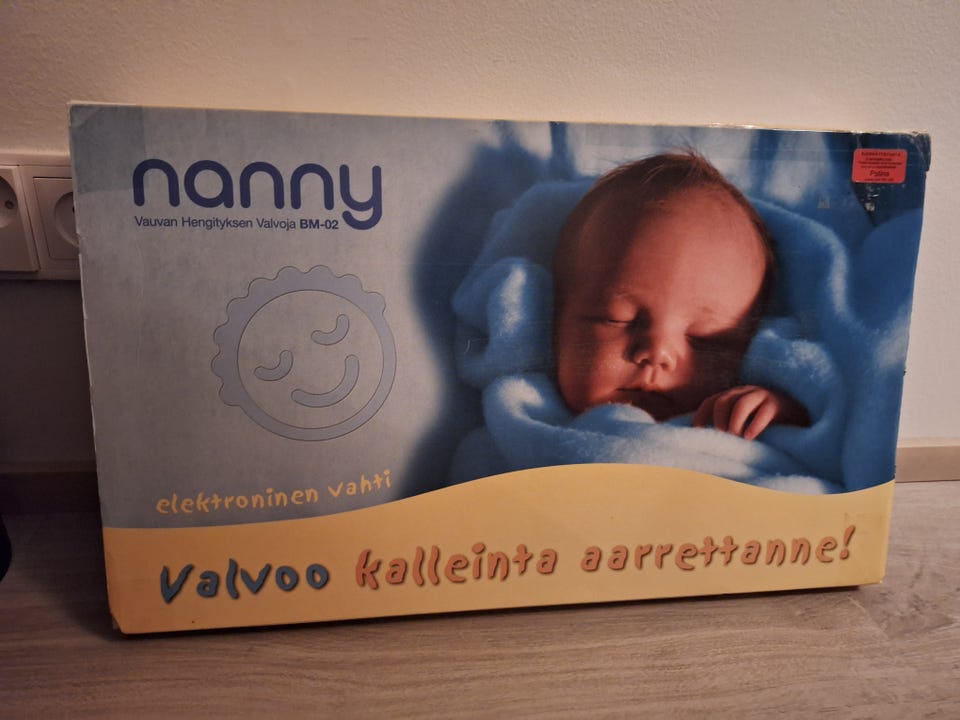 nanny
Vauvan Hengityksen Valvoja BM-02
elektroninen vahti
Valvoo kalleinta aarrettanne!